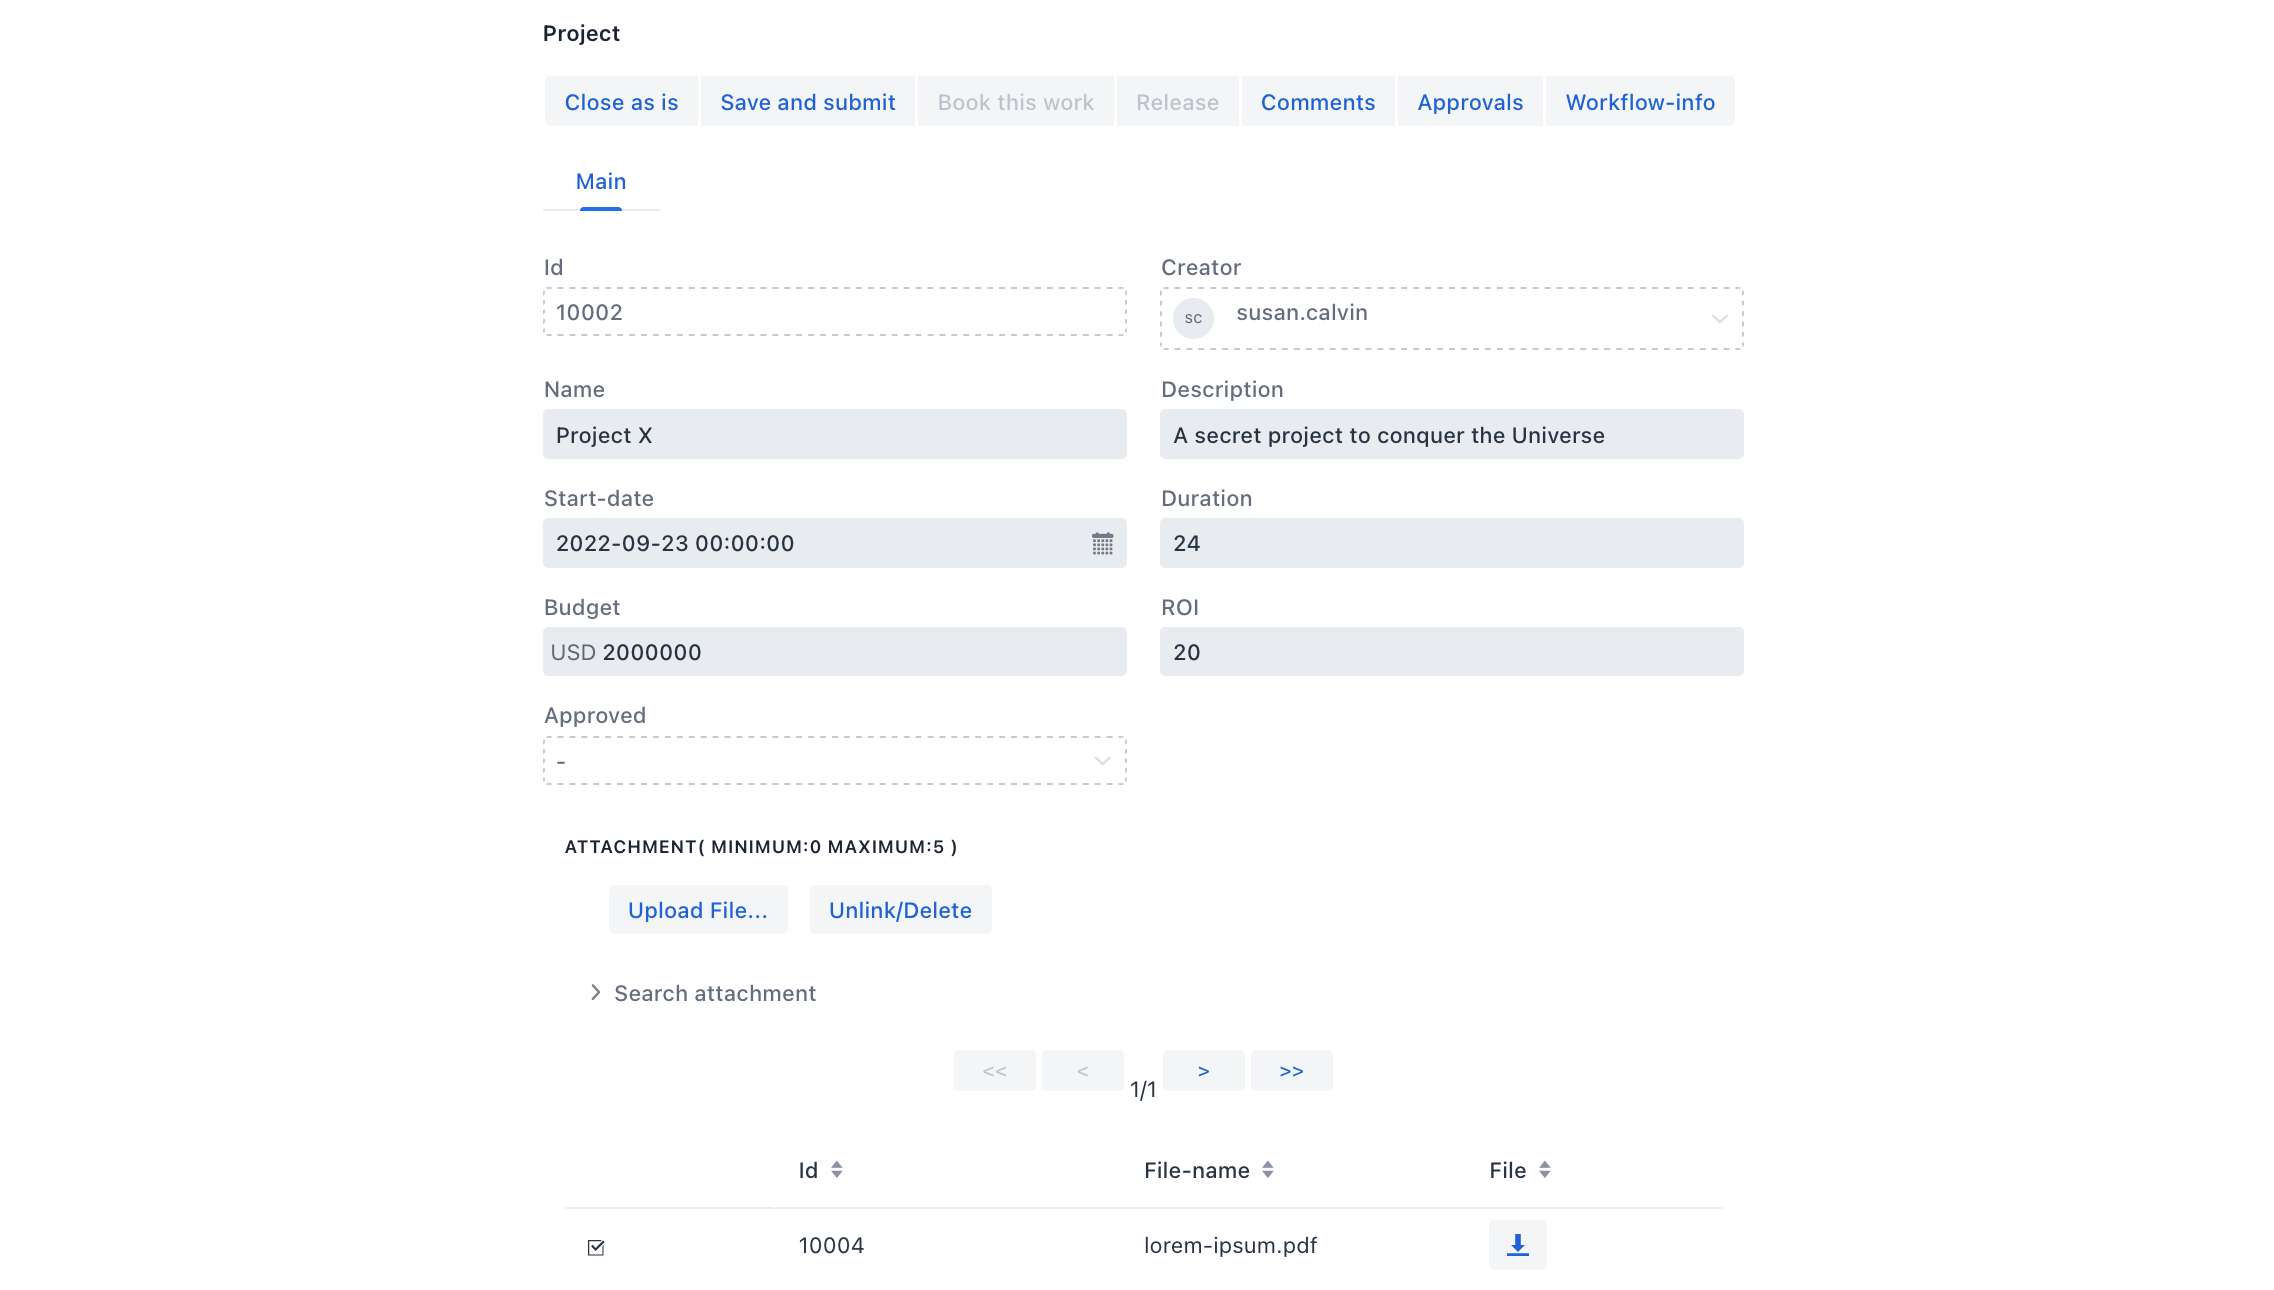 Project
Close as is Save and submit Book this work Release Comments Approvals Workflow-info
Main
Id Creator
10002 SC susan.calvin
Name Description
Project X A secret project to conquer the Universe
Start-date Duration
2022-09-23 00:00:00 24
Budget ROI
USD 2000000 20
Approved
-
ATTACHMENT( MINIMUM:0 MAXIMUM:5 )
Upload File... Unlink/Delete
Search attachment
<< < 1/1 > >>
Id File-name File
10004 lorem-ipsum.pdf